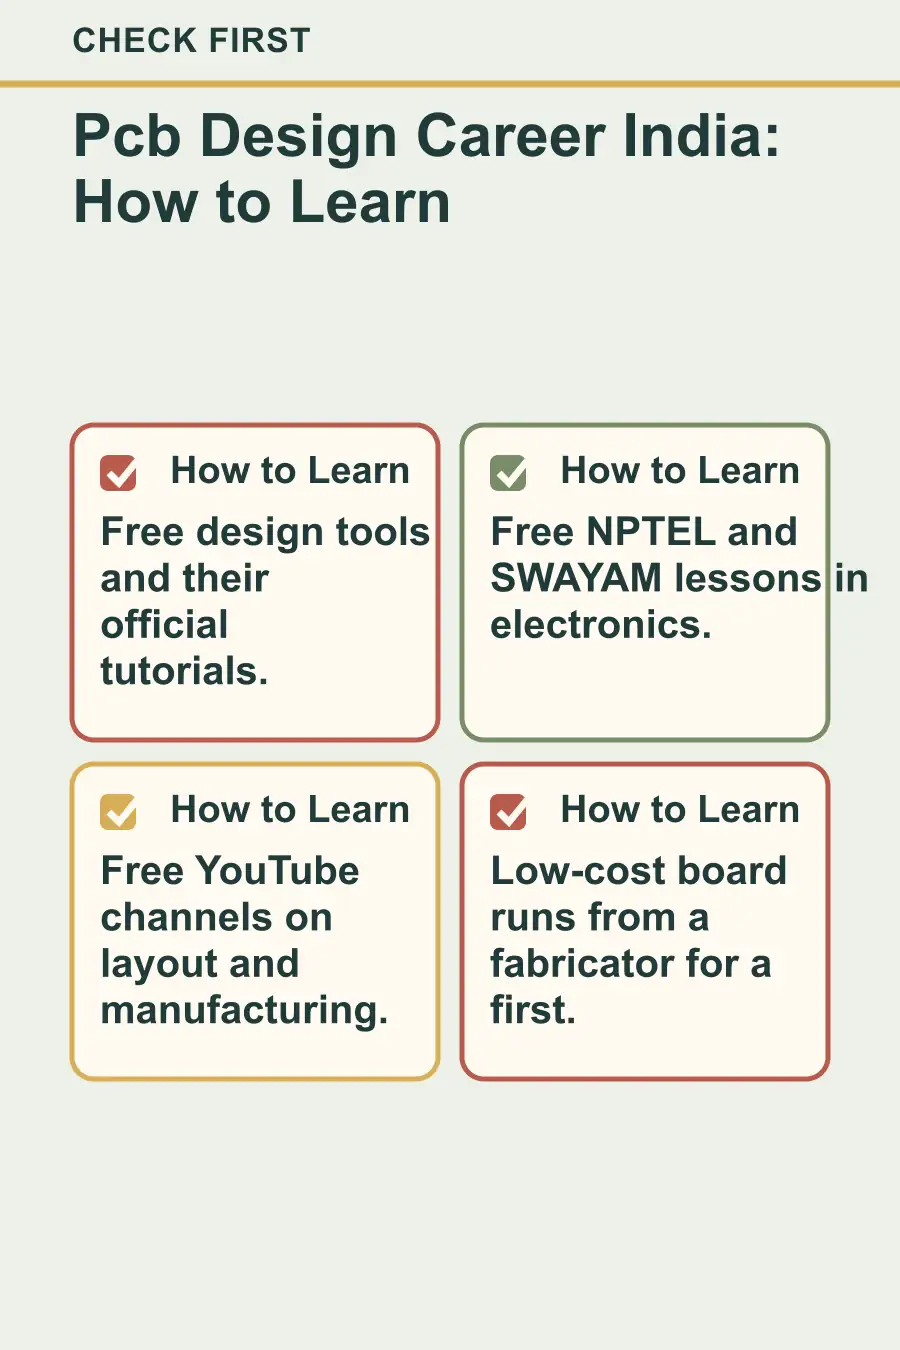 CHECK FIRST
Pcb Design Career India:
How to Learn
How to Learn
Free design tools
and their
official
tutorials.
How to Learn
Free NPTEL and
SWAYAM lessons in
electronics.
How to Learn
Free YouTube
channels on
layout and
manufacturing.
How to Learn
Low-cost board
runs from a
fabricator for a
first.